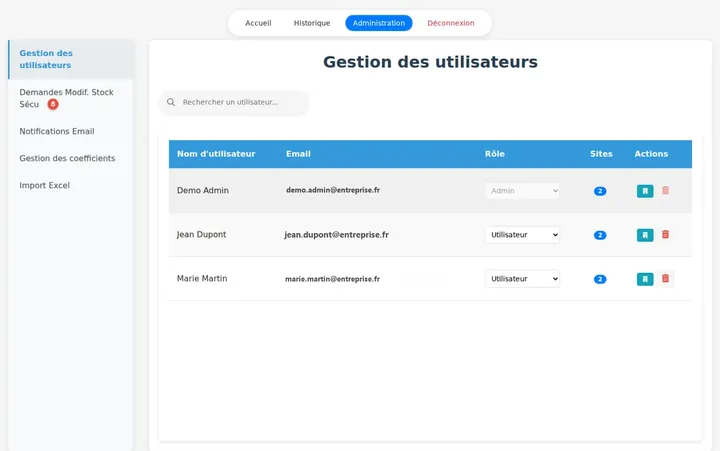 Accueil Historique Administration Déconnexion
Gestion des
utilisateurs
Demandes Modif. Stock
Sécu 8
Notifications Email
Gestion des coefficients
Import Excel
Gestion des utilisateurs
Rechercher un utilisateur...
Nom d'utilisateur Email Rôle Sites Actions
Demo Admin demo.admin@entreprise.fr Admin 2
Jean Dupont jean.dupont@entreprise.fr Utilisateur 2
Marie Martin marie.martin@entreprise.fr Utilisateur 2